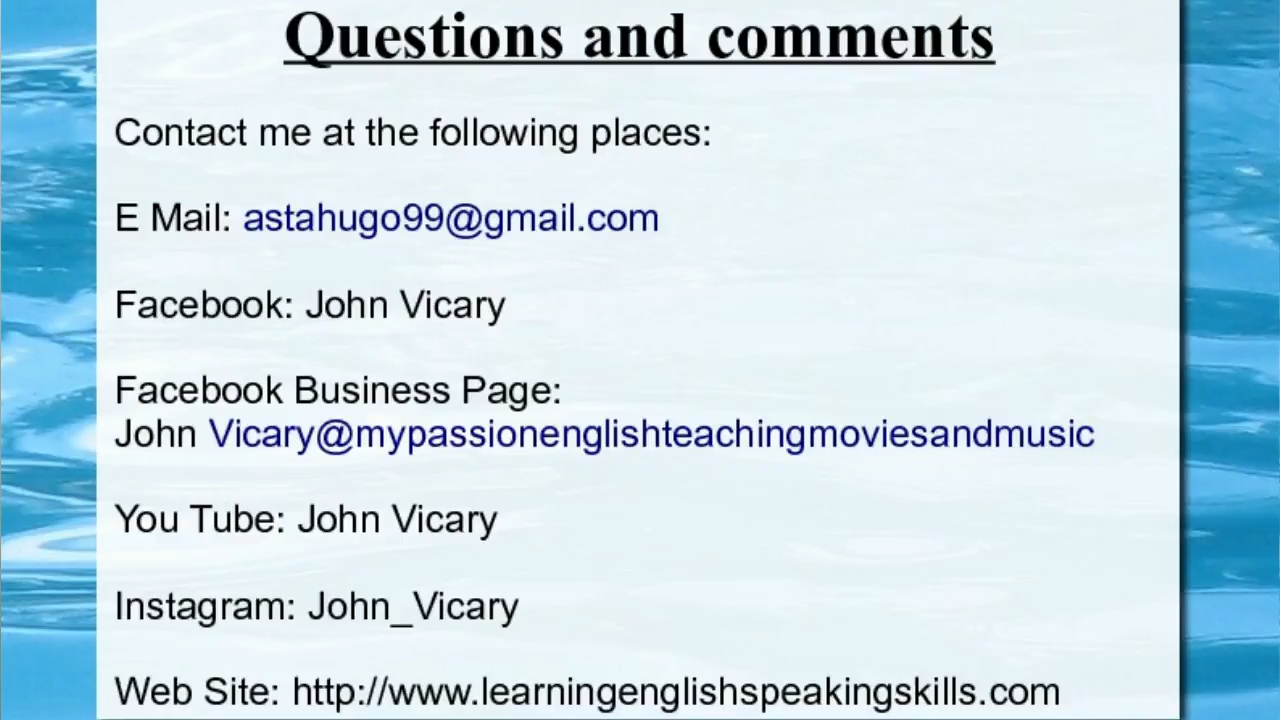 Questions and comments
Contact me at the following places:
E Mail: astahugo99@gmail.com
Facebook: John Vicary
Facebook Business Page:
John Vicary@mypassionenglishteachingmoviesandmusic
You Tube: John Vicary
Instagram: John_Vicary
Web Site: http://www.learningenglishspeakingskills.com